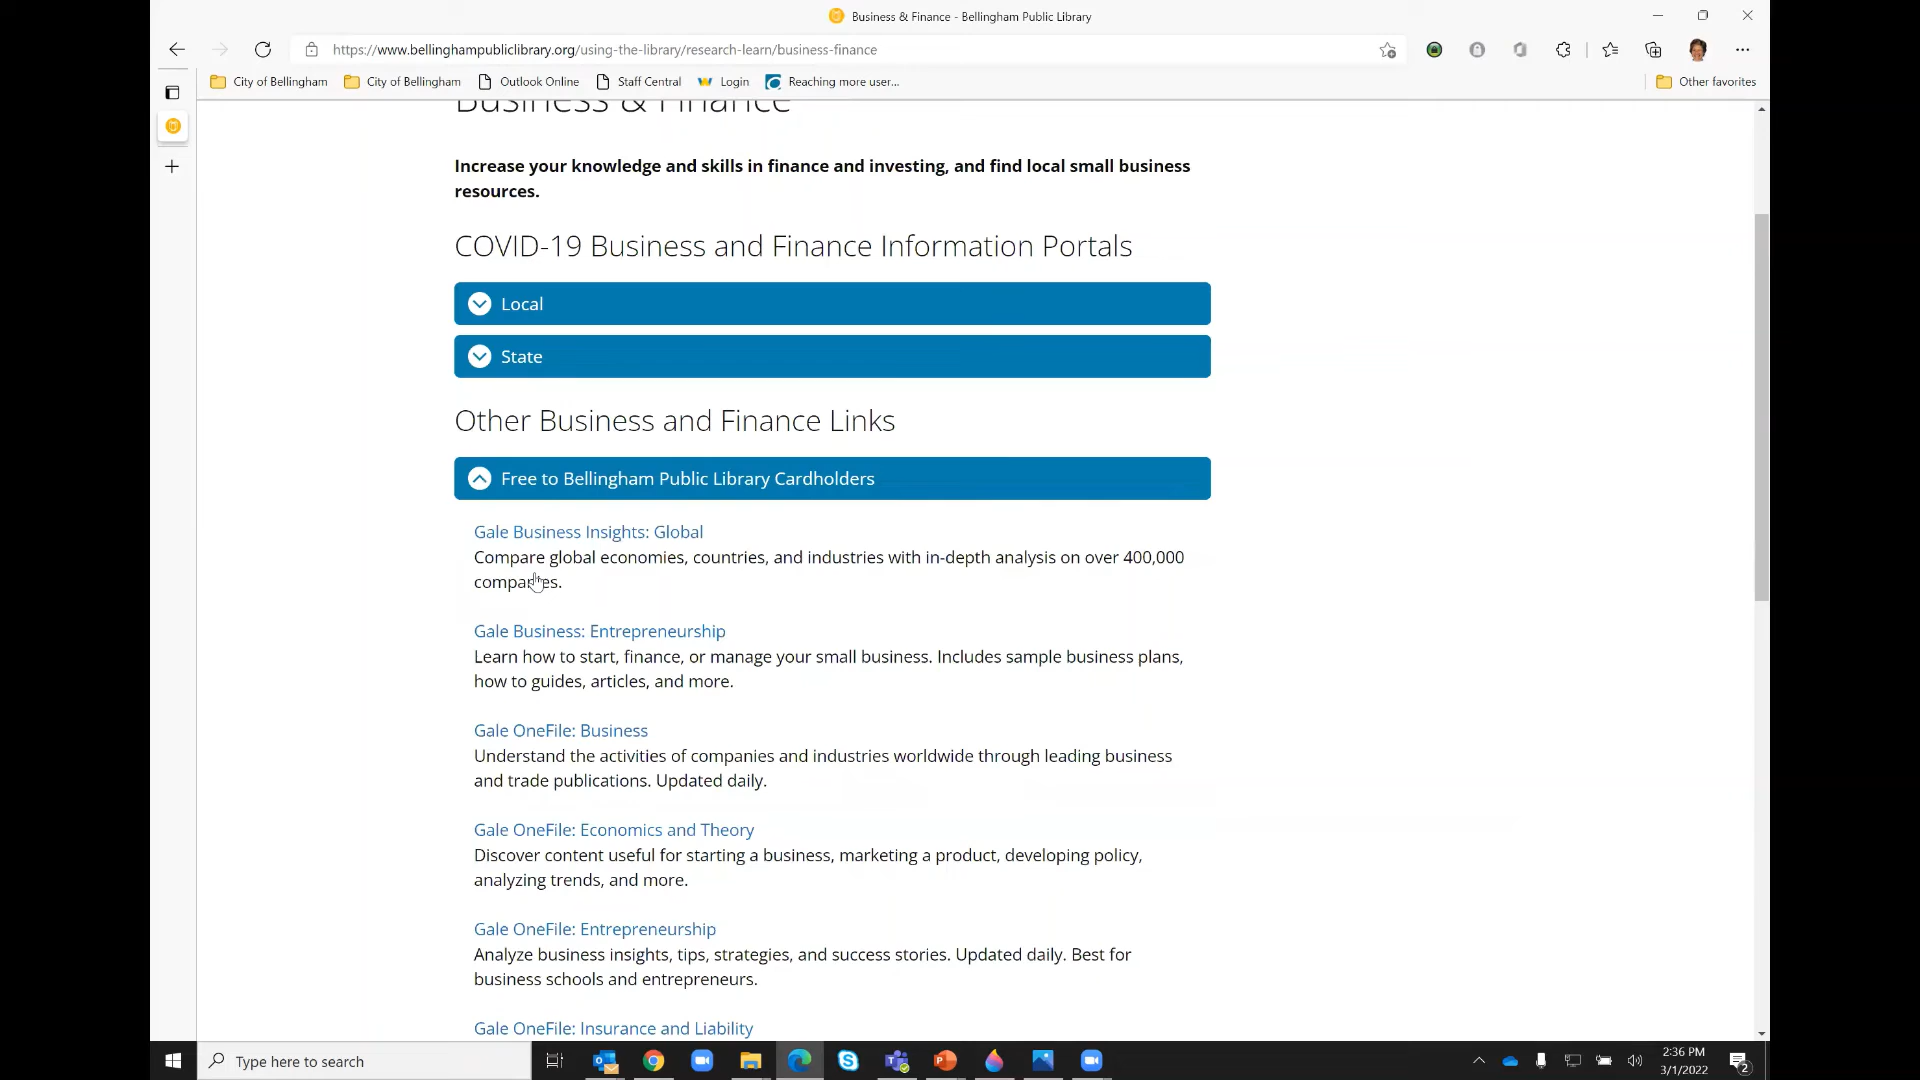 Business & Finance - Bellingham Public Library
https://www.bellinghampubliclibrary.org/using-the-library/research-learn/business-finance
City of Bellingham
City of Bellingham
Outlook Online
Staff Central
Login
Reaching more user...
Other favorites
Business & Finance
Increase your knowledge and skills in finance and investing, and find local small business
resources.
COVID-19 Business and Finance Information Portals
Local
State
Other Business and Finance Links
Free to Bellingham Public Library Cardholders
Gale Business Insights: Global
Compare global economies, countries, and industries with in-depth analysis on over 400,000
companies.
Gale Business: Entrepreneurship
Learn how to start, finance, or manage your small business. Includes sample business plans,
how to guides, articles, and more.
Gale OneFile: Business
Understand the activities of companies and industries worldwide through leading business
and trade publications. Updated daily.
Gale OneFile: Economics and Theory
Discover content useful for starting a business, marketing a product, developing policy,
analyzing trends, and more.
Gale OneFile: Entrepreneurship
Analyze business insights, tips, strategies, and success stories. Updated daily. Best for
business schools and entrepreneurs.
Gale OneFile: Insurance and Liability
Type here to search
2:36 PM
3/1/2022
2